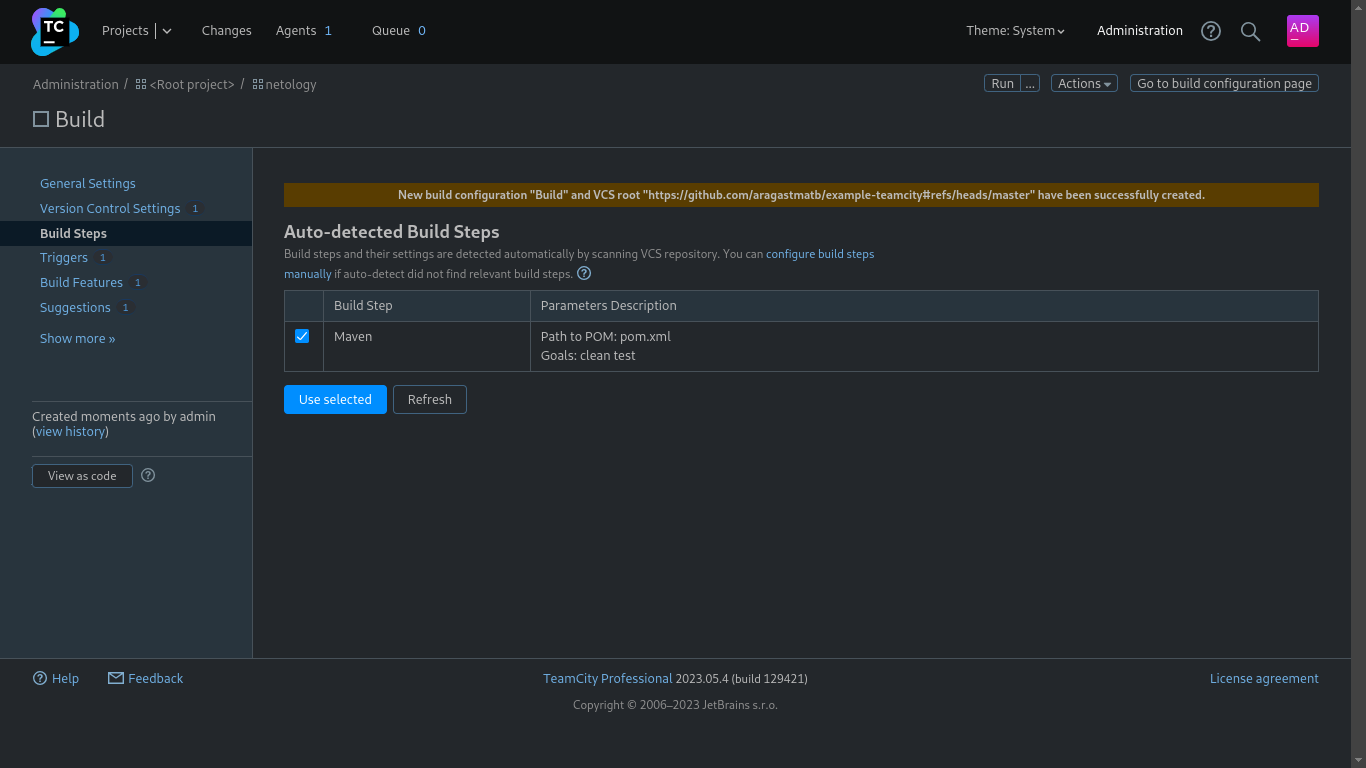 TC
Projects
Changes
Agents 1
Queue 0
Theme: System
Administration
AD
Administration / <Root project> / netology
Run ...
Actions
Go to build configuration page
Build
General Settings
Version Control Settings 1
Build Steps
Triggers 1
Build Features 1
Suggestions 1
Show more »
Created moments ago by admin
(view history)
View as code ?
New build configuration "Build" and VCS root "https://github.com/aragastmatb/example-teamcity#refs/heads/master" have been successfully created.
Auto-detected Build Steps
Build steps and their settings are detected automatically by scanning VCS repository. You can configure build steps
manually if auto-detect did not find relevant build steps. ?
Build Step
Parameters Description
Maven
Path to POM: pom.xml
Goals: clean test
Use selected
Refresh
? Help
Feedback
TeamCity Professional 2023.05.4 (build 129421)
License agreement
Copyright © 2006–2023 JetBrains s.r.o.